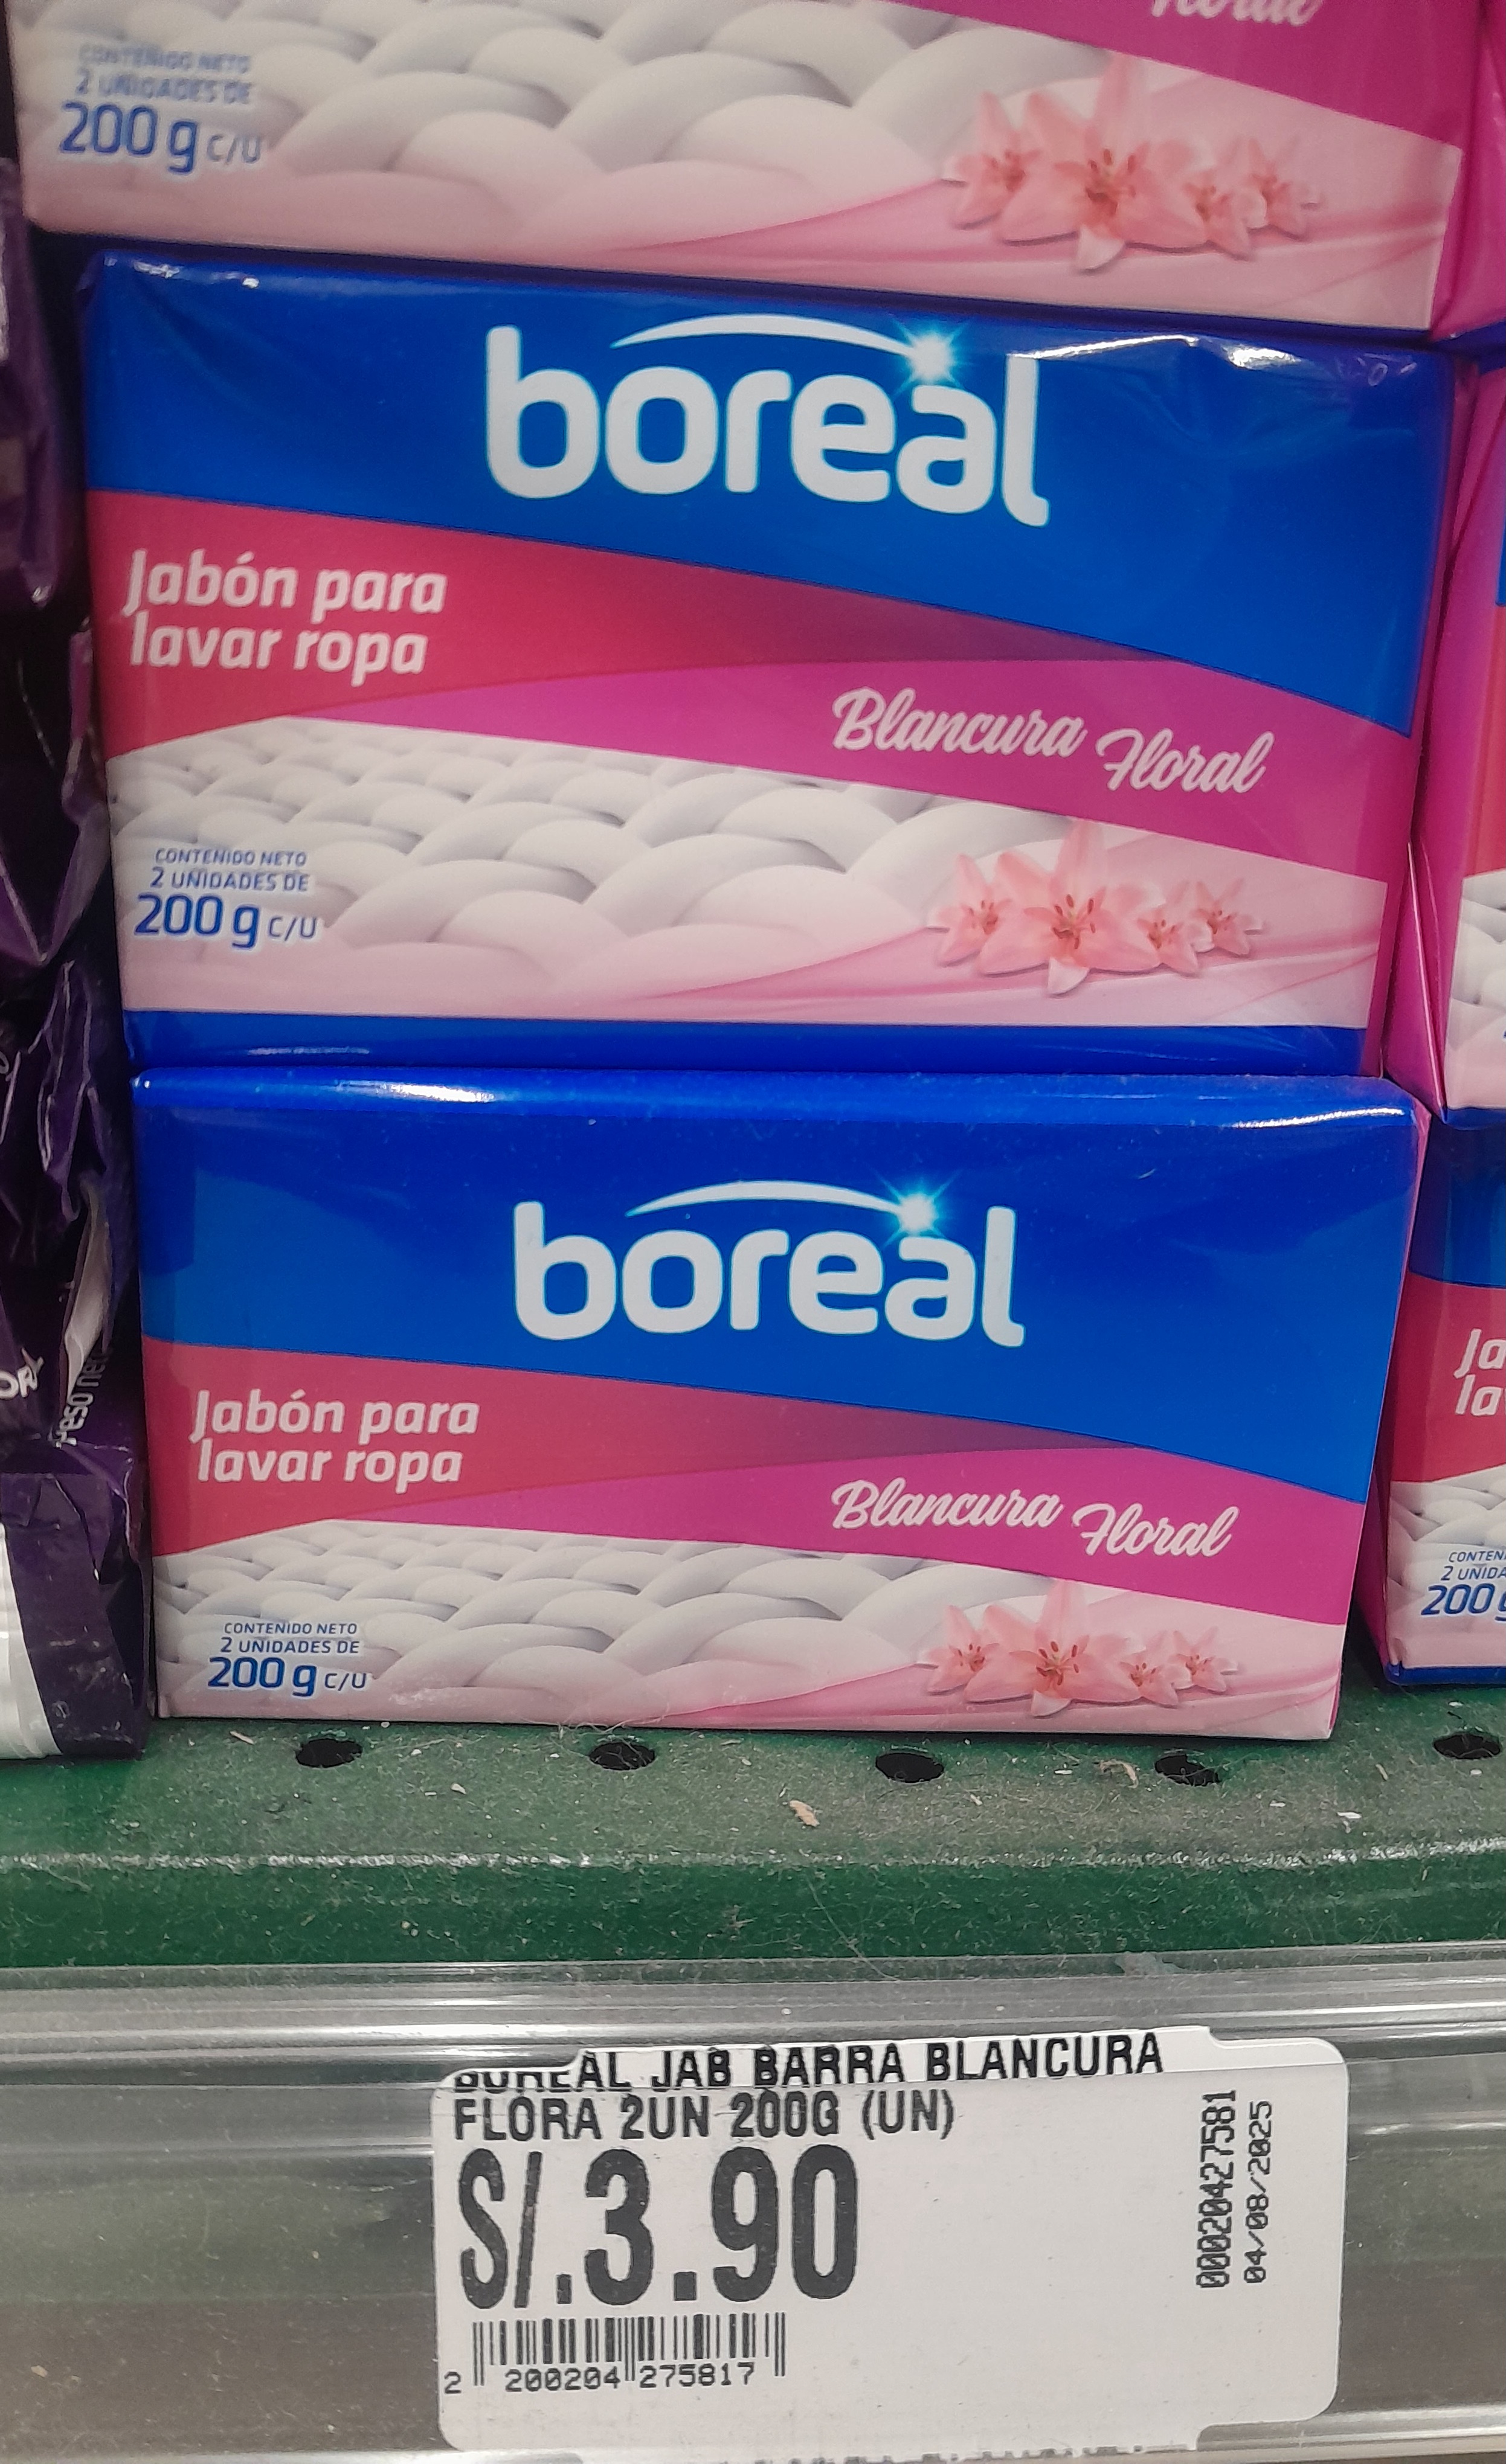 Floral
CONTENIDO NETO
2 UNIDADES DE
200 g C/U
boreal
Jabón para
lavar ropa
Blancura Floral
CONTENIDO NETO
2 UNIDADES DE
200 g C/U
boreal
Jabón para
lavar ropa
Blancura Floral
CONTENIDO NETO
2 UNIDADES DE
200 g C/U
BOREAL JAB BARRA BLANCURA
FLORA 2UN 200G (UN)
S/.3.90
2 200204 275817
00020427581
04/08/2025